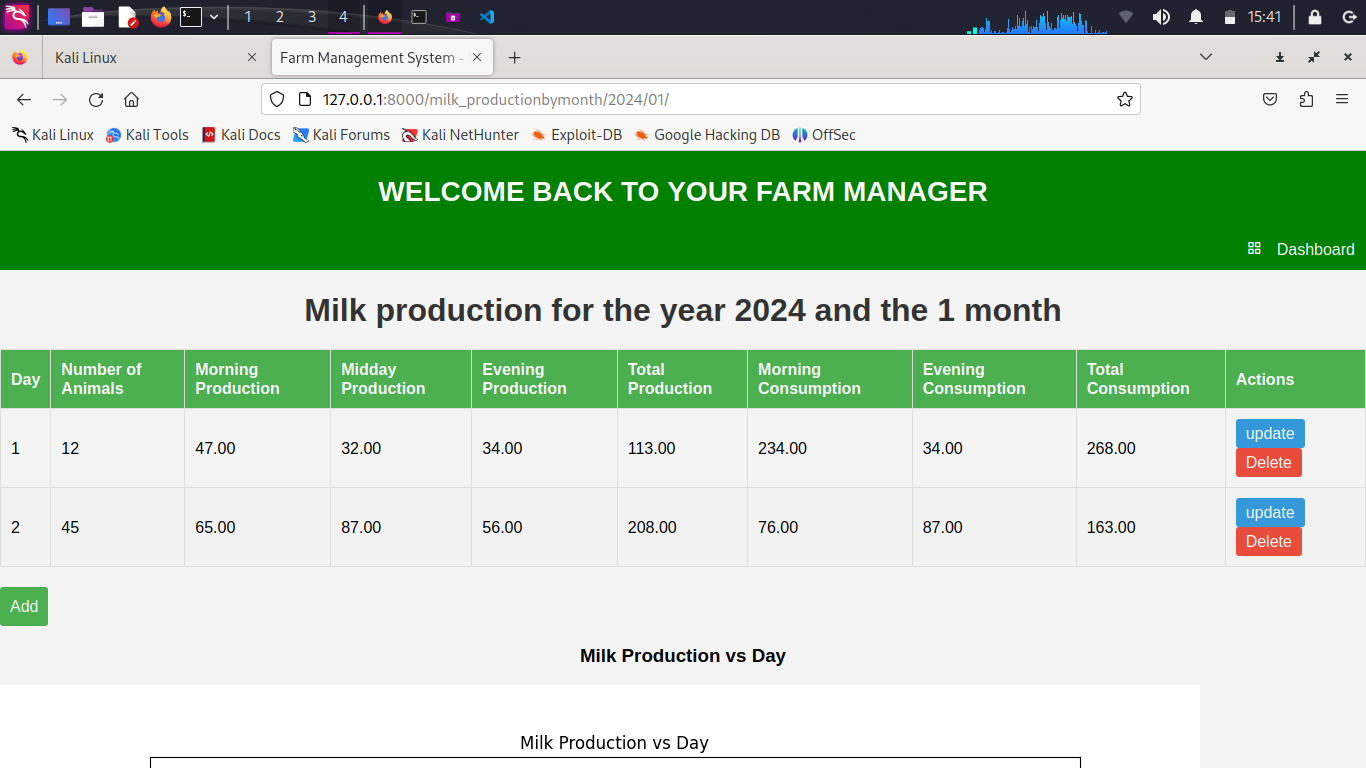 1 2 3 4 15:41
Kali Linux Farm Management System -
127.0.0.1:8000/milk_productionbymonth/2024/01/
Kali Linux Kali Tools Kali Docs Kali Forums Kali NetHunter Exploit-DB Google Hacking DB OffSec
WELCOME BACK TO YOUR FARM MANAGER
Dashboard
Milk production for the year 2024 and the 1 month
Day Number of Animals Morning Production Midday Production Evening Production Total Production Morning Consumption Evening Consumption Total Consumption Actions
1 12 47.00 32.00 34.00 113.00 234.00 34.00 268.00 update Delete
2 45 65.00 87.00 56.00 208.00 76.00 87.00 163.00 update Delete
Add
Milk Production vs Day
Milk Production vs Day